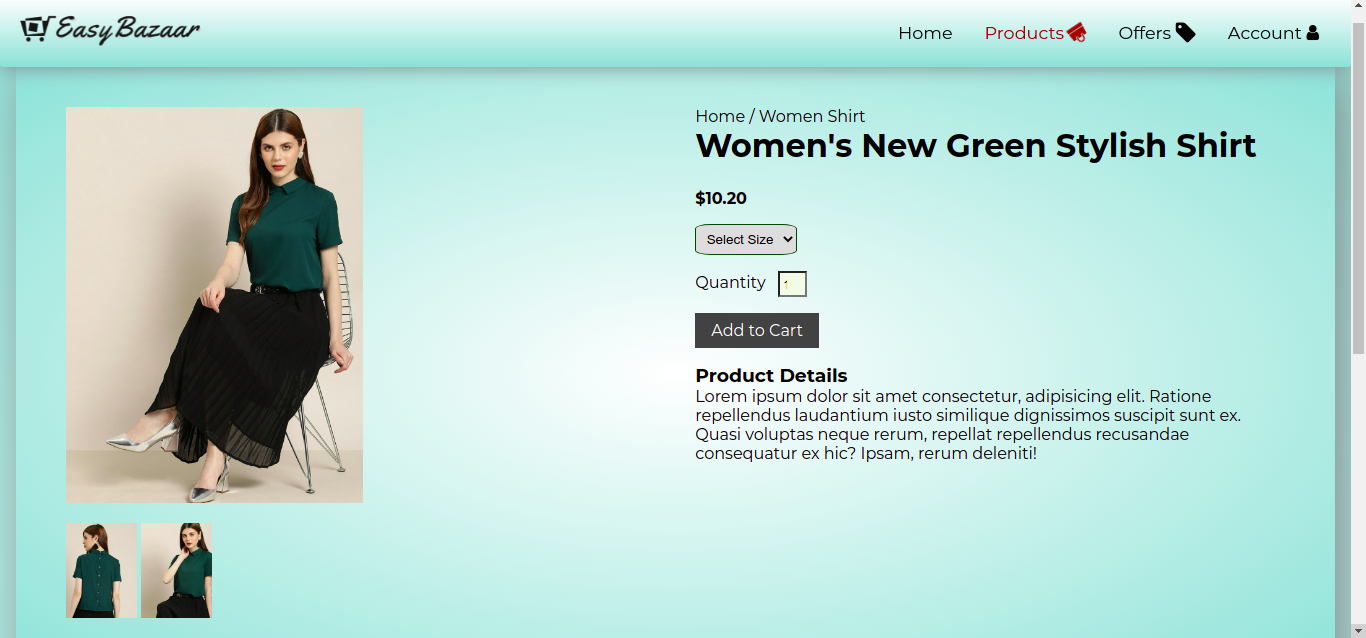 EasyBazaar
Home Products Offers Account
Home / Women Shirt
Women's New Green Stylish Shirt
$10.20
Select Size
Quantity 1
Add to Cart
Product Details
Lorem ipsum dolor sit amet consectetur, adipisicing elit. Ratione
repellendus laudantium iusto similique dignissimos suscipit sunt ex.
Quasi voluptas neque rerum, repellat repellendus recusandae
consequatur ex hic? Ipsam, rerum deleniti!